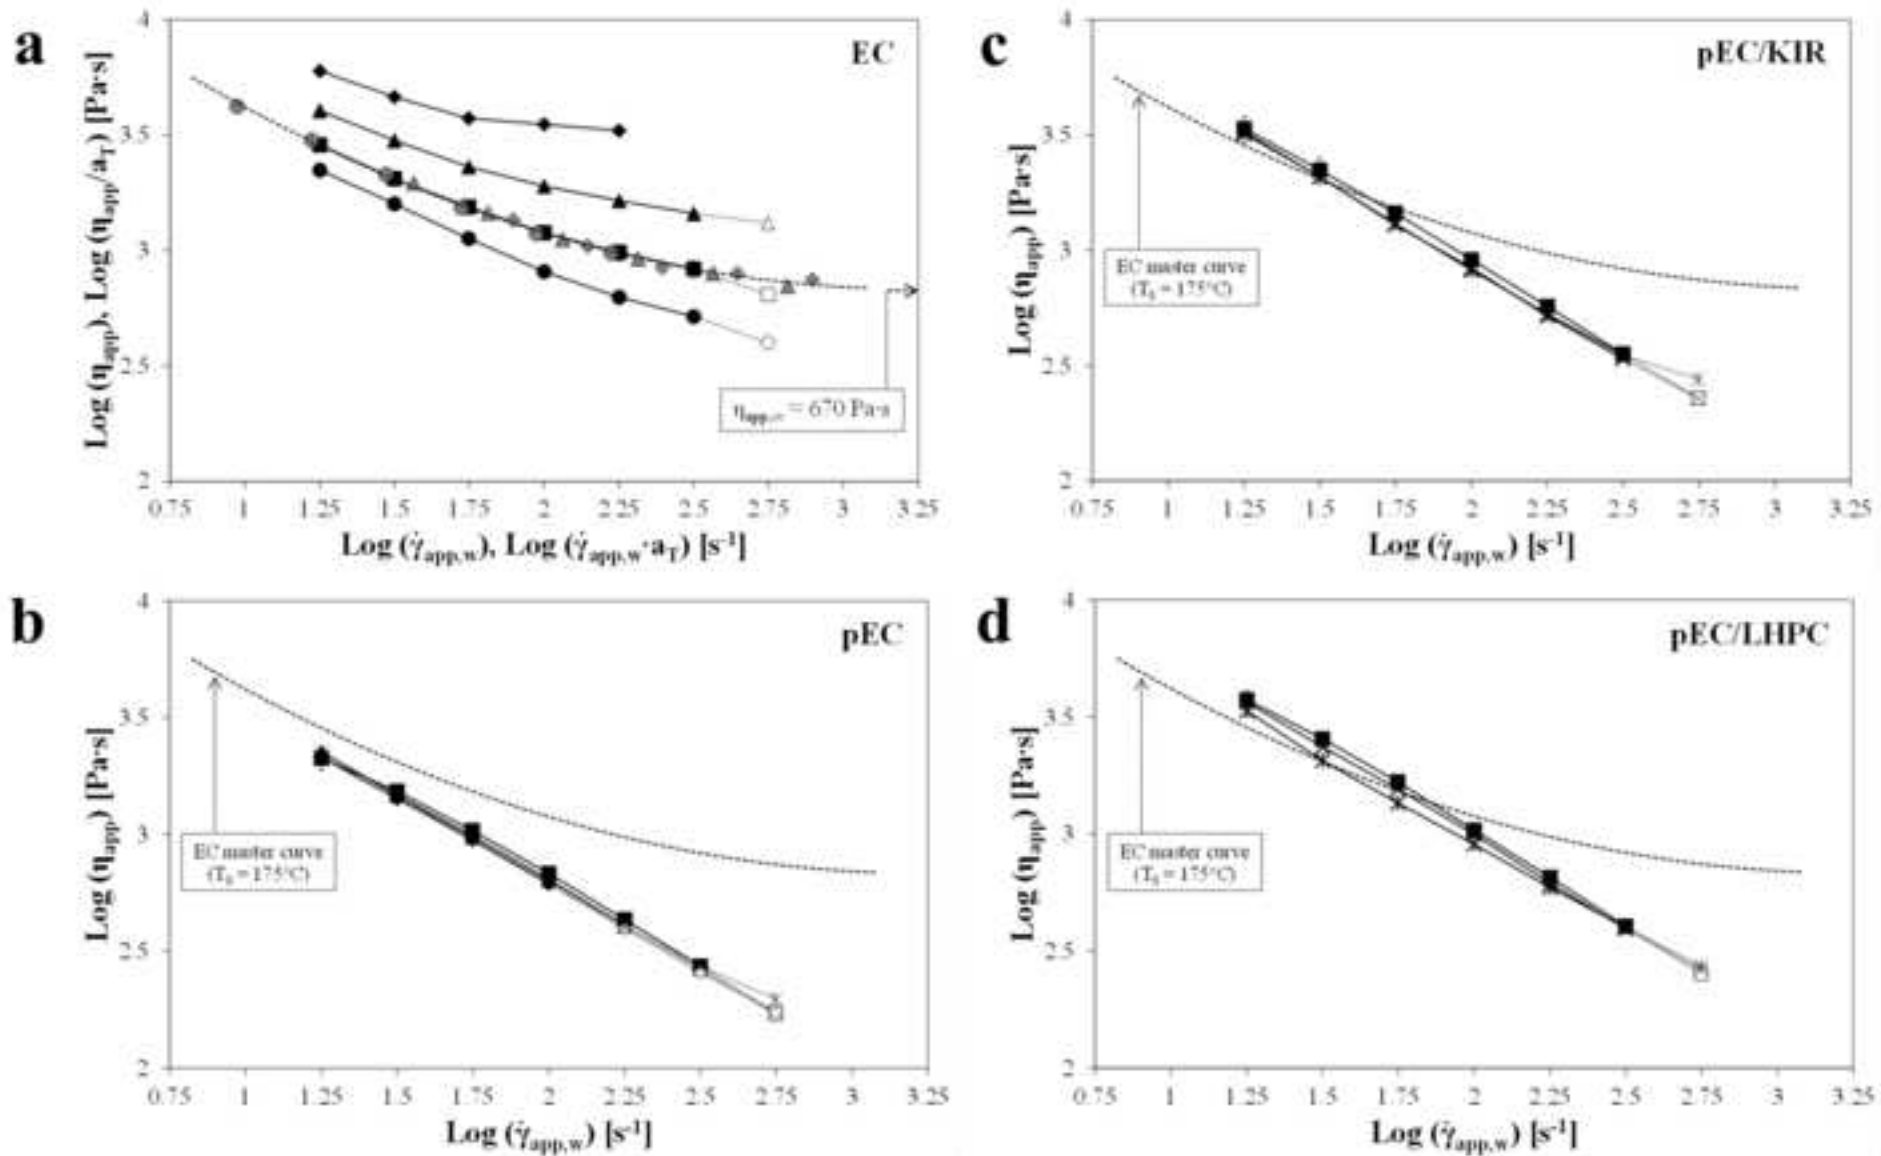 a
EC
4
3.5
3
2.5
2
0.75 1 1.25 1.5 1.75 2 2.25 2.5 2.75 3 3.25
Log (η_app), Log (η_app/a_T) [Pa·s]
Log (γ̇_app,w), Log (γ̇_app,w·a_T) [s⁻¹]
η_app,∞ = 670 Pa·s
c
pEC/KIR
4
3.5
3
2.5
2
0.75 1 1.25 1.5 1.75 2 2.25 2.5 2.75 3 3.25
Log (η_app) [Pa·s]
Log (γ̇_app,w) [s⁻¹]
EC master curve
(T₀ = 175°C)
b
pEC
4
3.5
3
2.5
2
0.75 1 1.25 1.5 1.75 2 2.25 2.5 2.75 3 3.25
Log (η_app) [Pa·s]
Log (γ̇_app,w) [s⁻¹]
EC master curve
(T₀ = 175°C)
d
pEC/LHPC
4
3.5
3
2.5
2
0.75 1 1.25 1.5 1.75 2 2.25 2.5 2.75 3 3.25
Log (η_app) [Pa·s]
Log (γ̇_app,w) [s⁻¹]
EC master curve
(T₀ = 175°C)